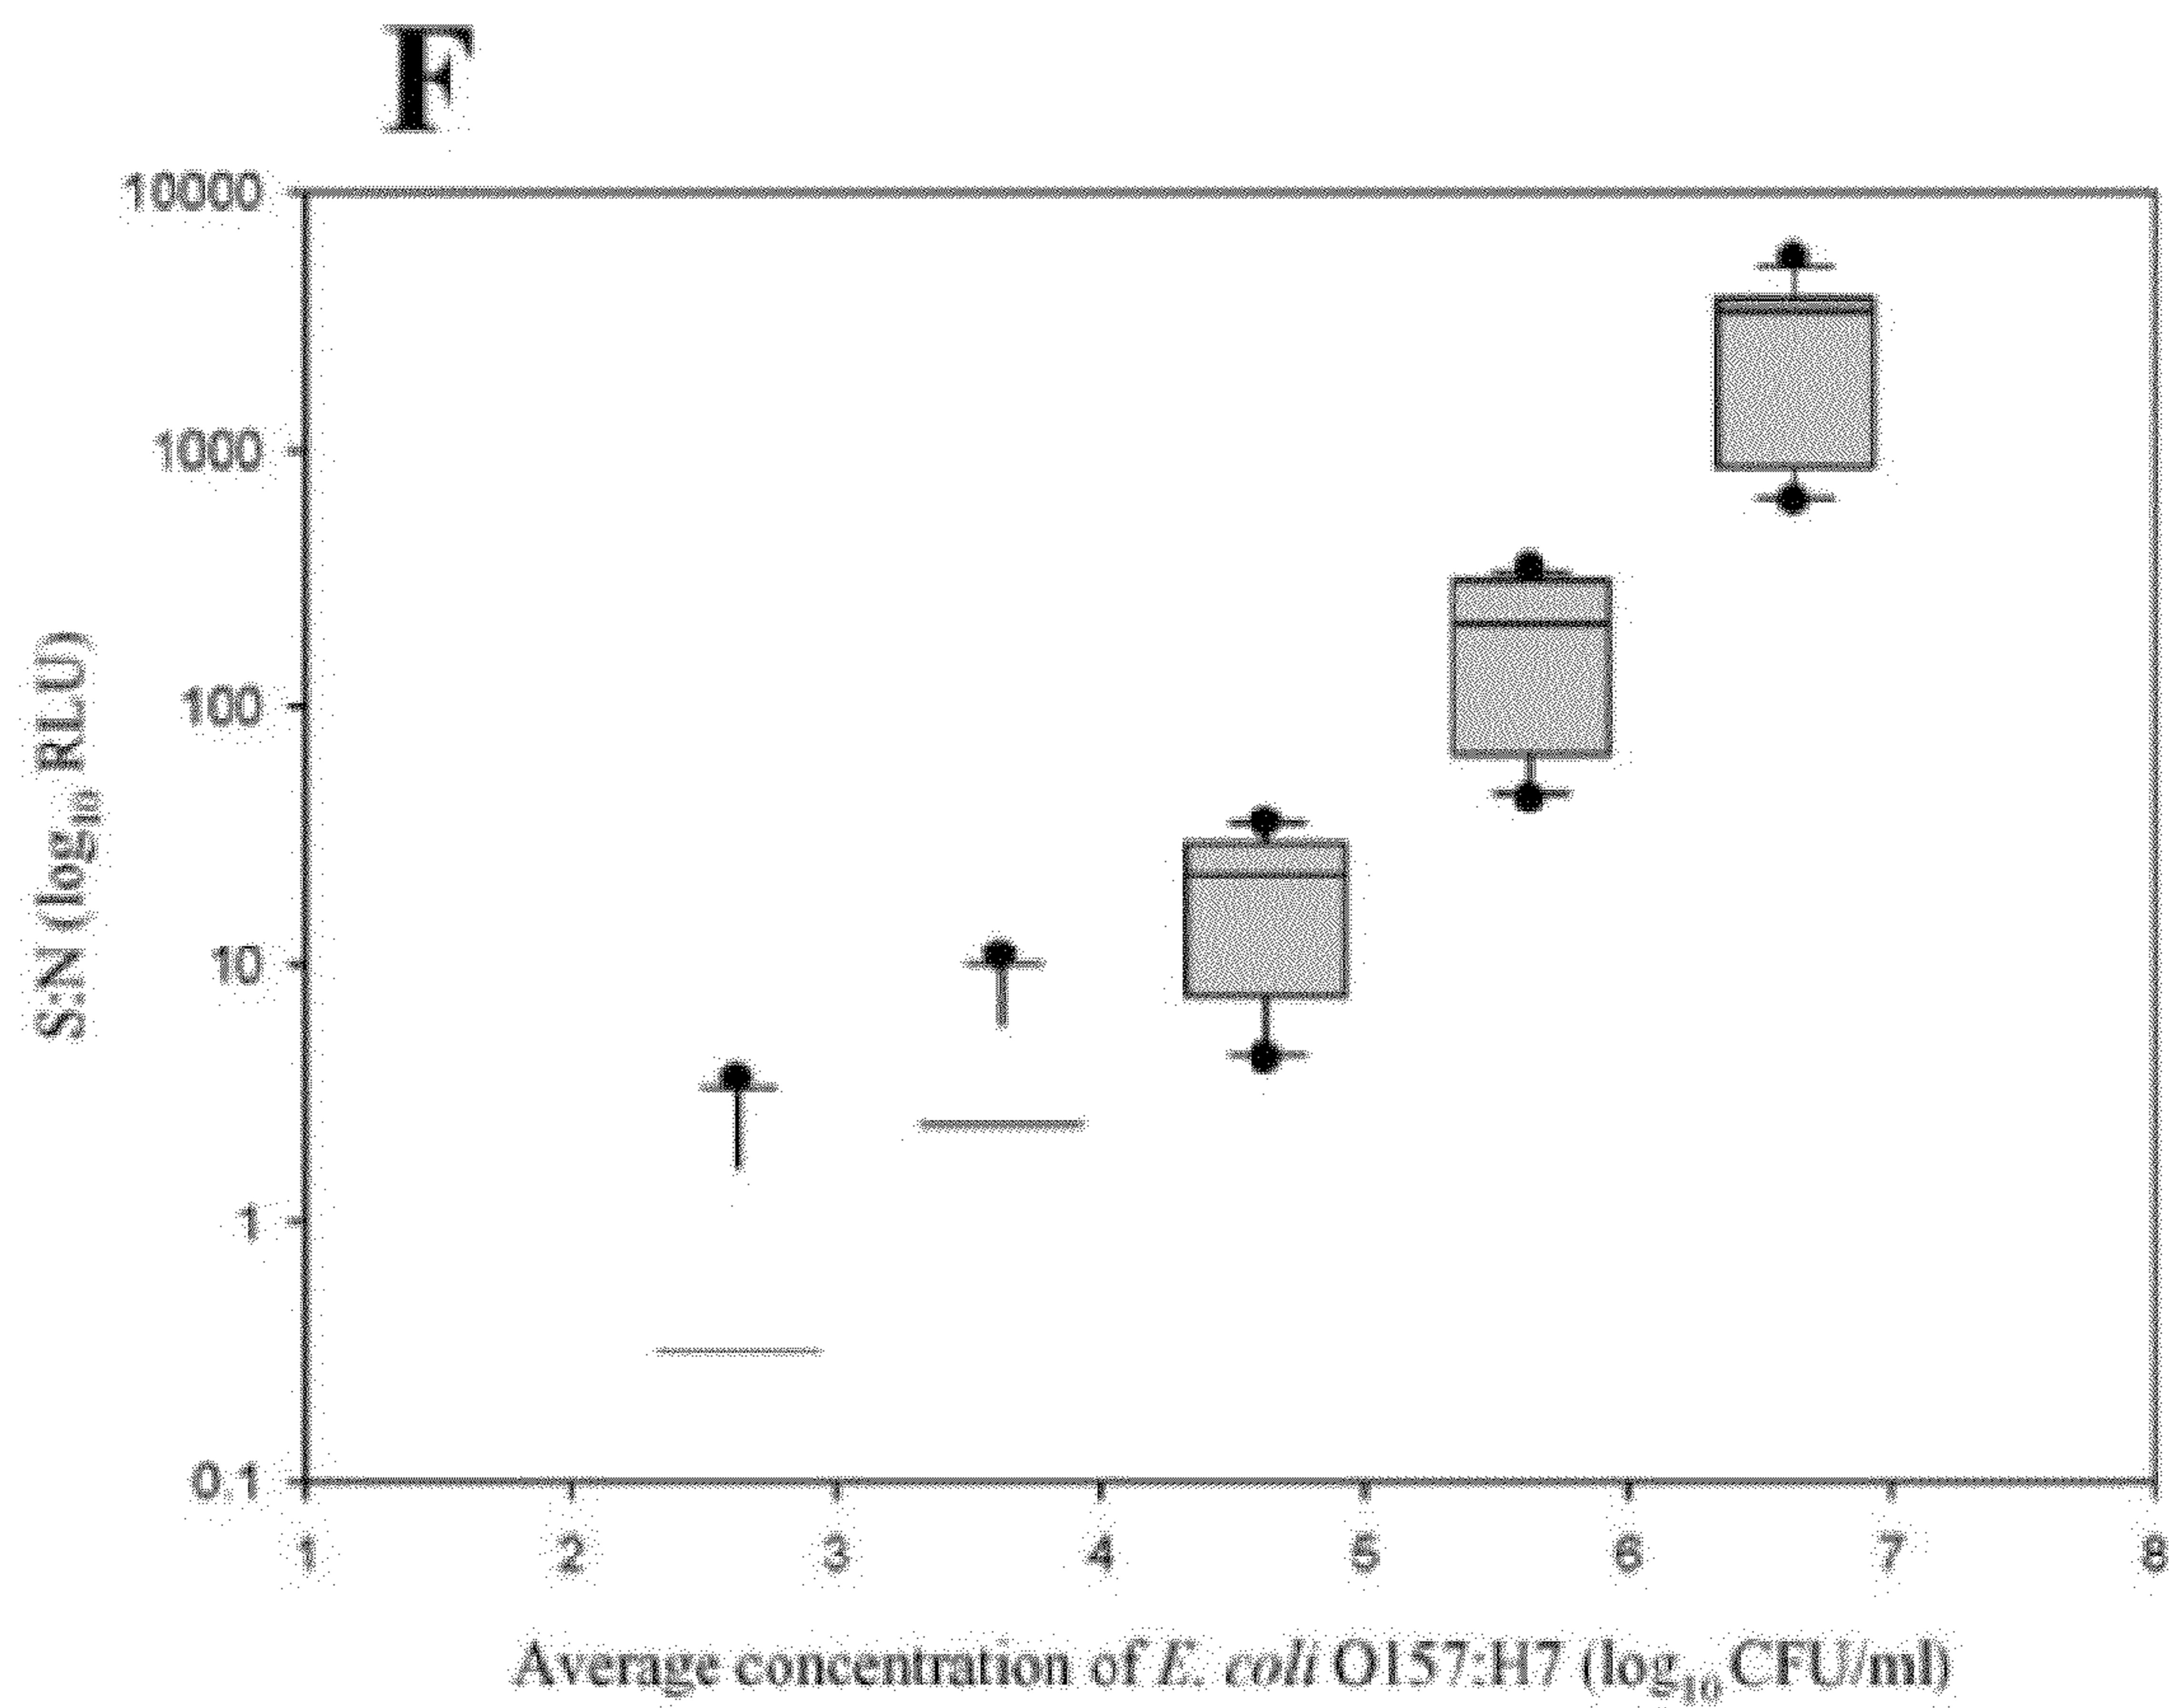 F
10000
1000
100
10
1
0.1
S:N (log₁₀ RLU)
1 2 3 4 5 6 7 8
Average concentration of E. coli O157:H7 (log₁₀ CFU/ml)